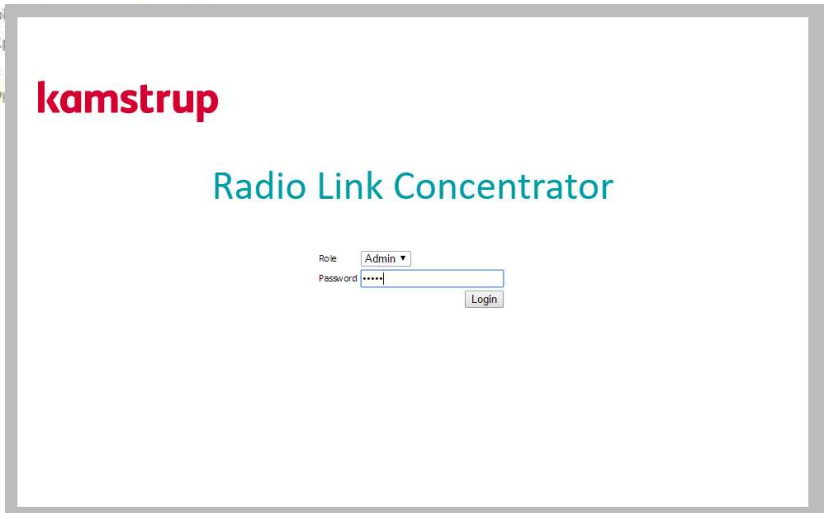 kamstrup
Radio Link Concentrator
Role Admin
Password •••••
Login